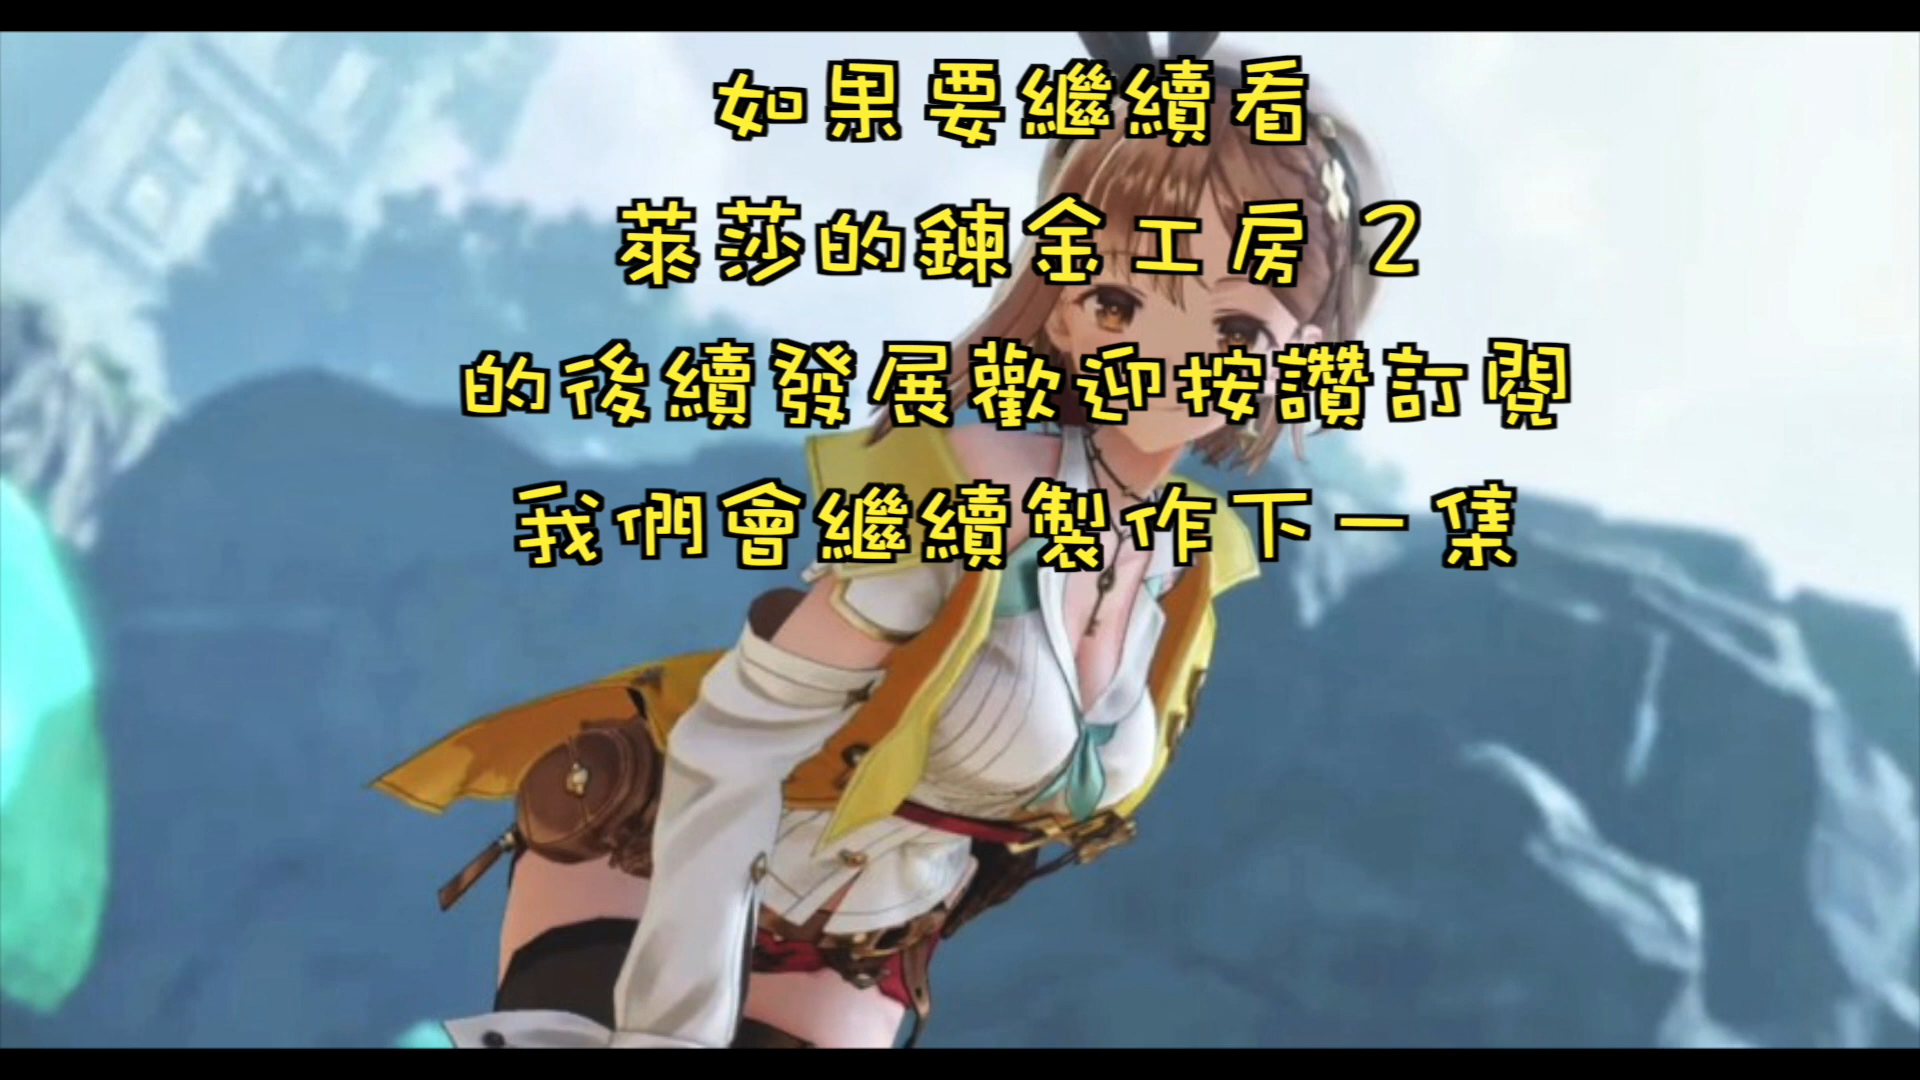 如果要繼續看
萊莎的鍊金工房 2
的後續發展歡迎按讚訂閱
我們會繼續製作下一集